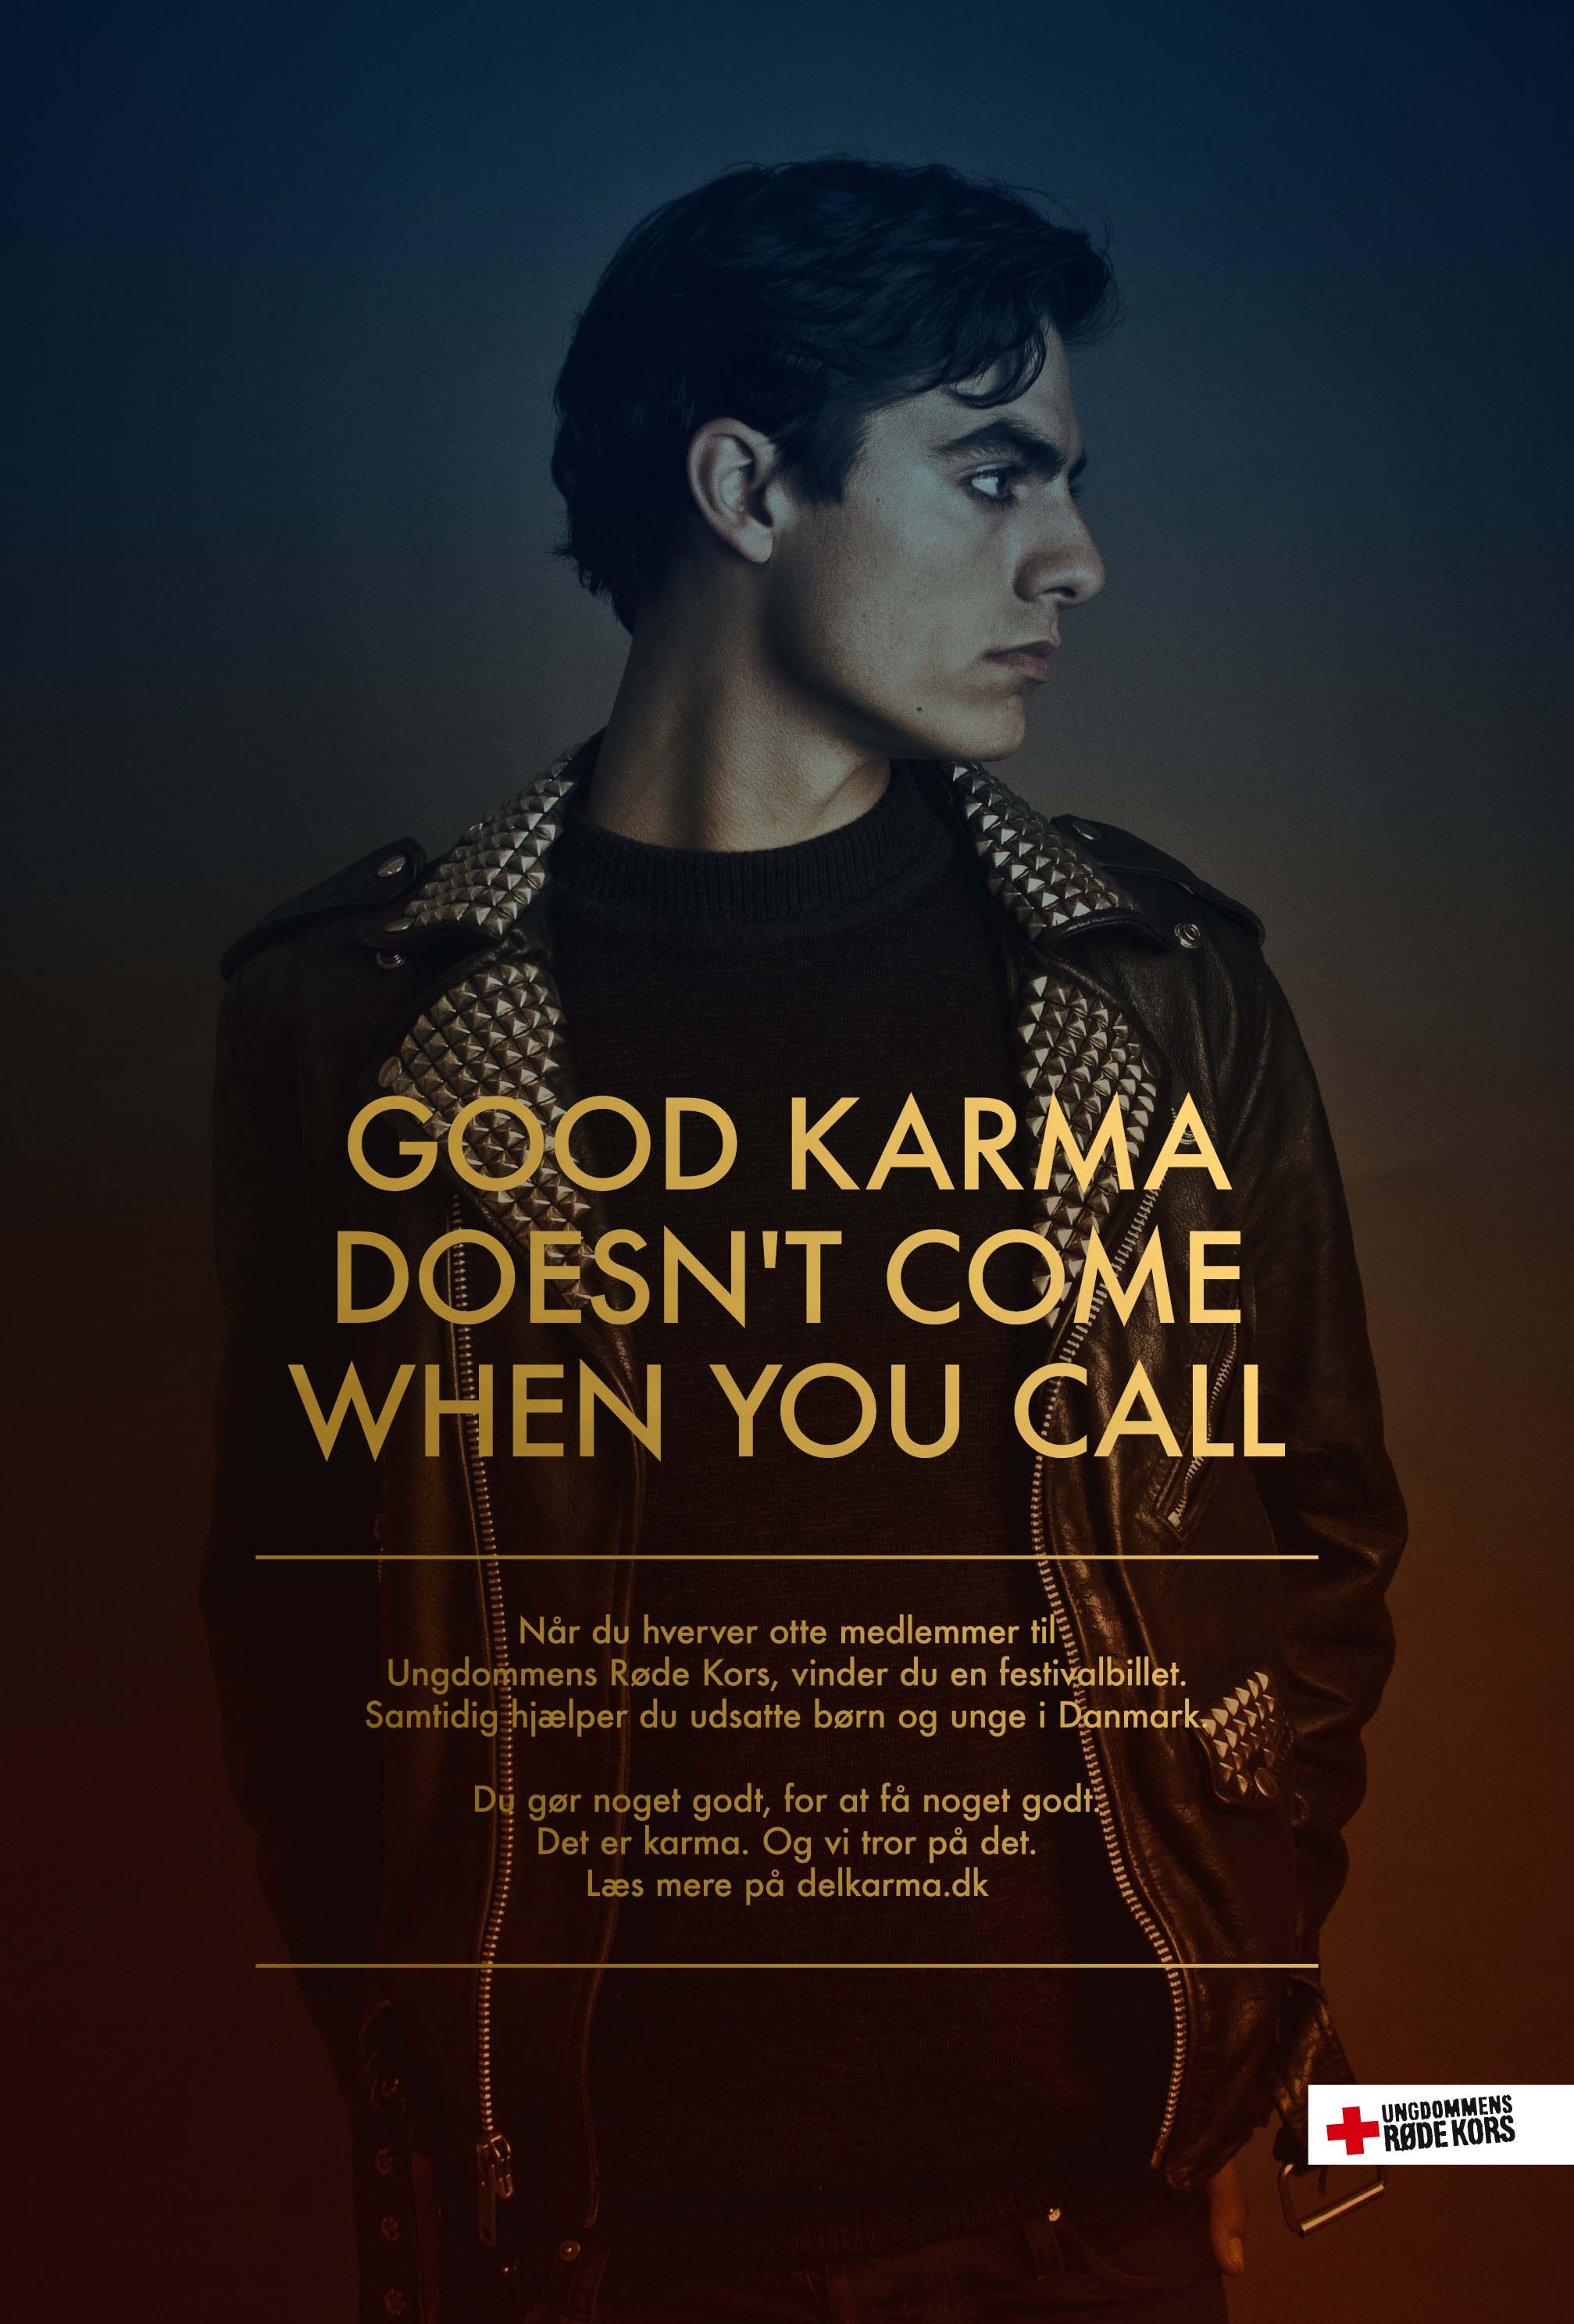 GOOD KARMA
DOESN'T COME
WHEN YOU CALL
Når du hverver otte medlemmer til
Ungdommens Røde Kors, vinder du en festivalbillet.
Samtidig hjælper du udsatte børn og unge i Danmark.
Du gør noget godt, for at få noget godt.
Det er karma. Og vi tror på det.
Læs mere på delkarma.dk
UNGDOMMENS
RØDE KORS